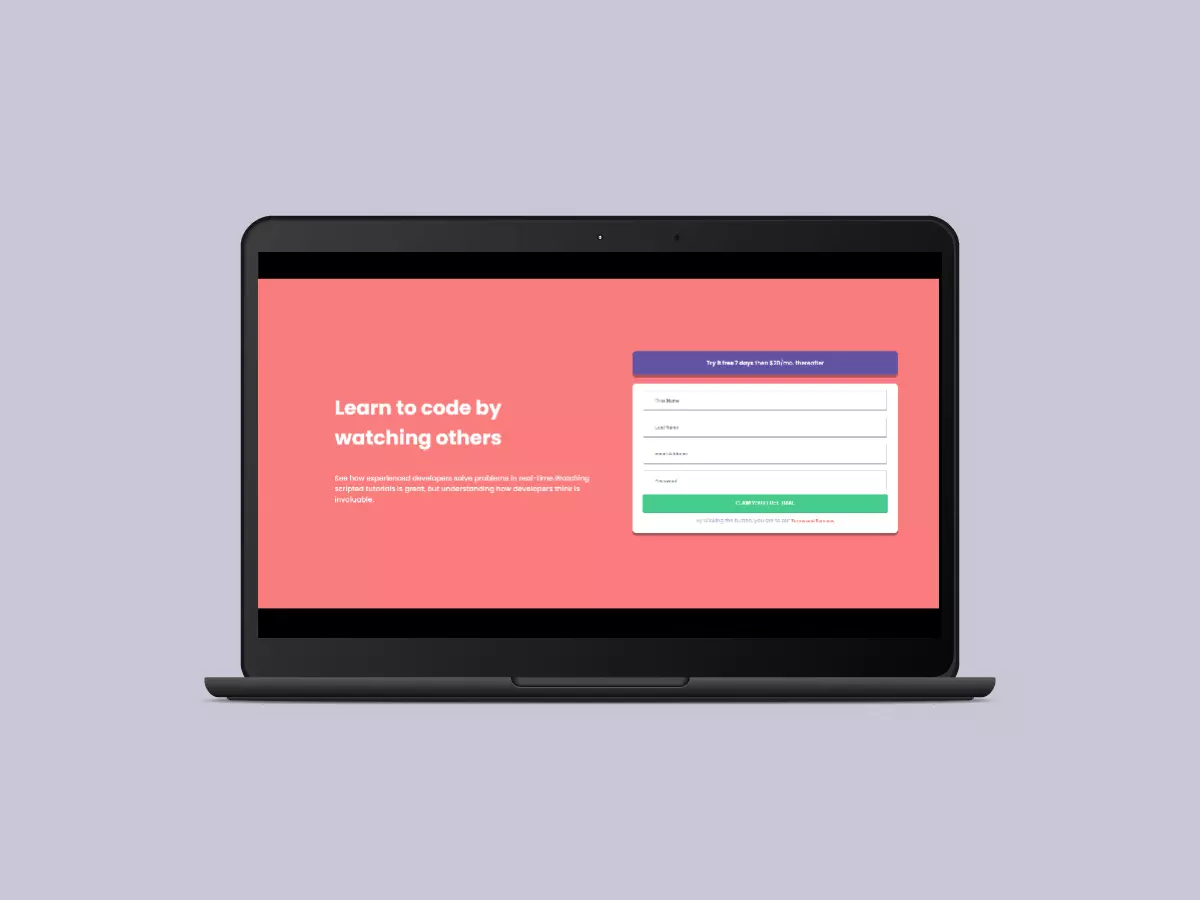 Learn to code by
watching others
See how experienced developers solve problems in real-time. Watching
scripted tutorials is great, but understanding how developers think is
invaluable.
Try it free 7 days then $20/mo. thereafter
First Name
Last Name
Email Address
Password
CLAIM YOUR FREE TRIAL
By clicking the button, you are to our Terms and Services